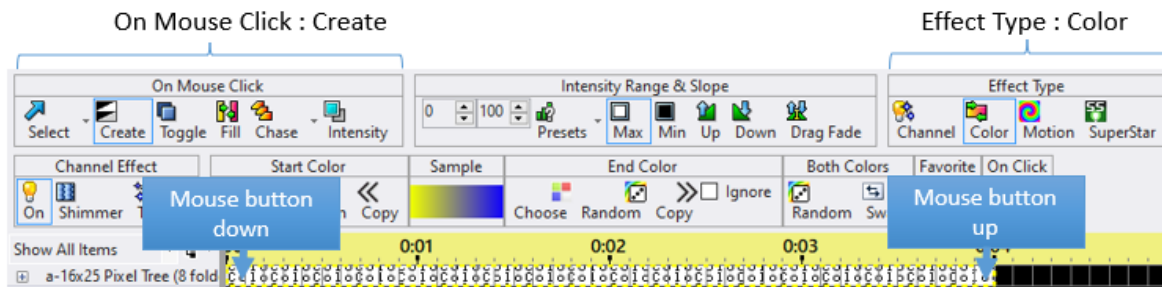 On Mouse Click : Create
Effect Type : Color
On Mouse Click
Intensity Range & Slope
Effect Type
Select Create Toggle Fill Chase Intensity
0 100 Presets Max Min Up Down Drag Fade
Channel Color Motion SuperStar
Channel Effect Start Color Sample End Color Both Colors Favorite On Click
On Shimmer Copy Choose Random Copy Ignore Random
Mouse button
down
Mouse button
up
Show All Items 0:01 0:02 0:03
a-16x25 Pixel Tree (8 fold